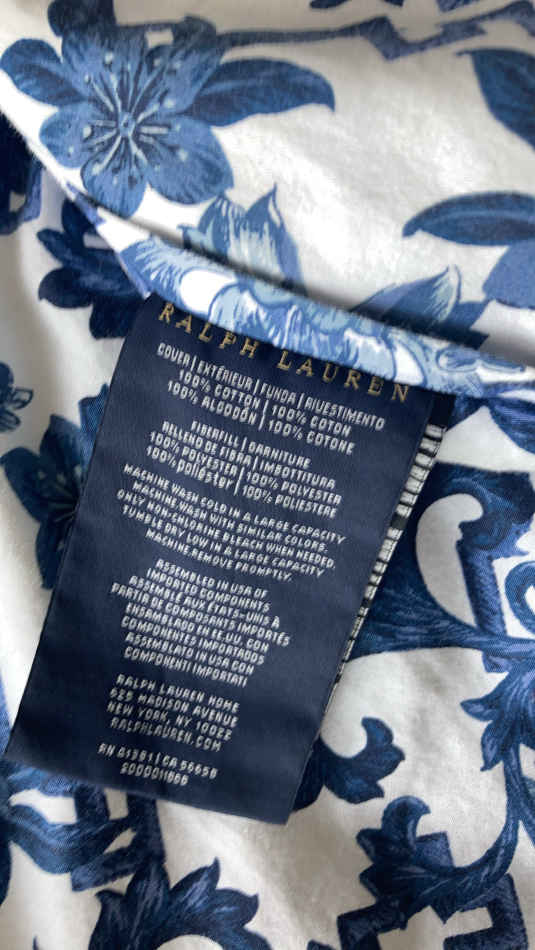 RALPH LAUREN
COVER | EXTÉRIEUR | FUNDA | RIVESTIMENTO
100% COTTON | 100% COTON
100% ALGODÓN | 100% COTONE
FIBERFILL | GARNITURE
RELLENO DE FIBRA | IMBOTTITURA
100% POLYESTER | 100% POLYESTER
100% POLIÉSTER | 100% POLIESTERE
MACHINE WASH COLD IN A LARGE CAPACITY
MACHINE.WASH WITH SIMILAR COLORS.
ONLY NON-CHLORINE BLEACH WHEN NEEDED.
TUMBLE DRY LOW IN A LARGE CAPACITY
MACHINE.REMOVE PROMPTLY.
ASSEMBLED IN USA OF
IMPORTED COMPONENTS
ASSEMBLÉ AUX ÉTATS-UNIS À
PARTIR DE COMPOSANTS IMPORTÉS
ENSAMBLADO EN EE.UU. CON
COMPONENTES IMPORTADOS
ASSEMBLATO IN USA CON
COMPONENTI IMPORTATI
RALPH LAUREN HOME
625 MADISON AVENUE
NEW YORK, NY 10022
RALPHLAUREN.COM
RN 41381 | CA 56656